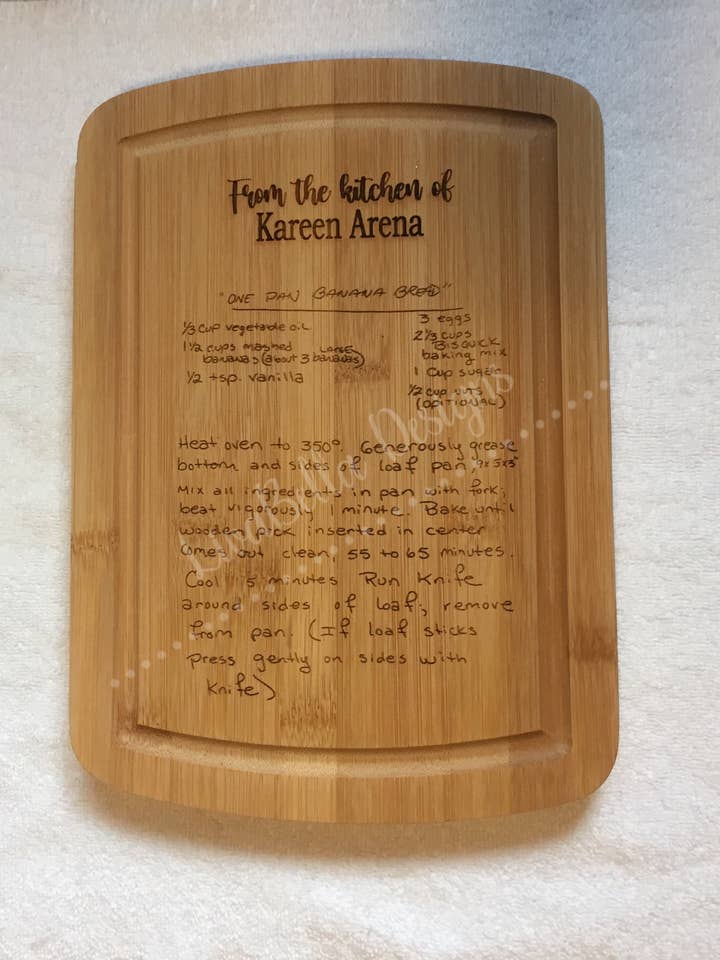 From the kitchen of
Kareen Arena
"ONE PAN BANANA BREAD"
1/3 cup vegetable oil
1 1/2 cups mashed
Large
bananas (about 3 bananas)
1/2 tsp. vanilla
3 eggs
2 1/3 cups
BISQUICK
baking mix
1 cup sugar
1/2 cup nuts
(OPTIONAL)
Heat oven to 350°. Generously grease
bottom and sides of loaf pan, 9x5x3"
Mix all ingredients in pan with fork;
beat vigorously 1 minute. Bake until
wooden pick inserted in center
comes out clean, 55 to 65 minutes.
Cool 5 minutes Run Knife
around sides of loaf; remove
from pan. (If loaf sticks
press gently on sides with
Knife)
Designs